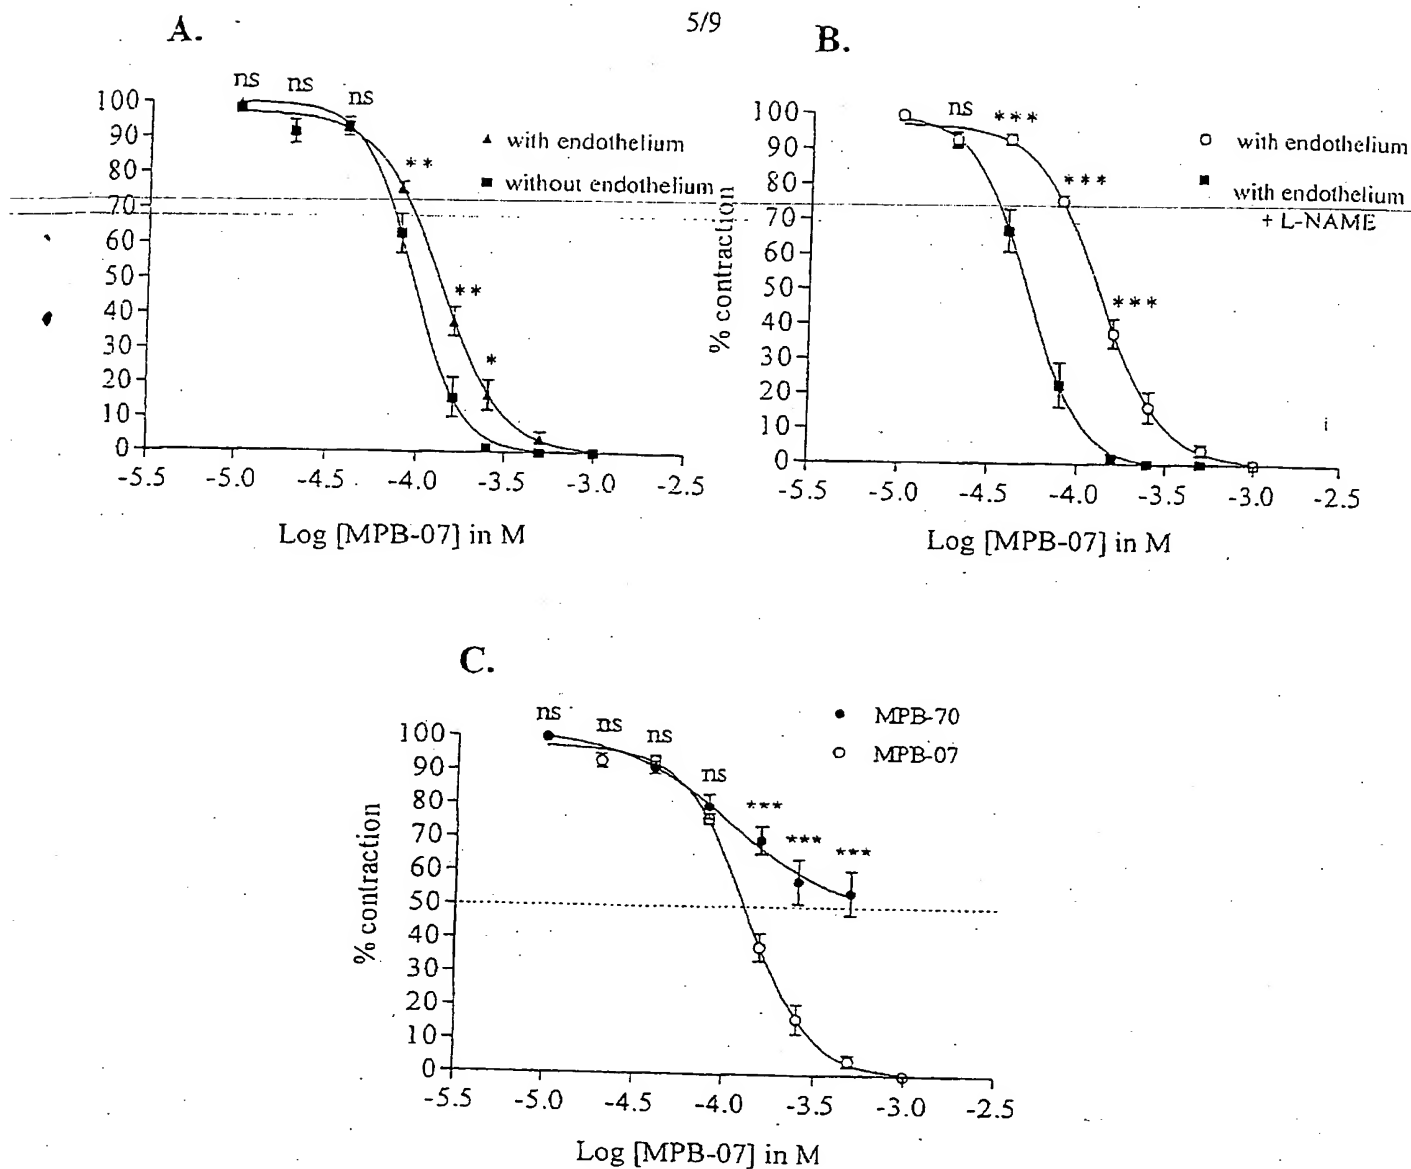 5/9
A.
ns ns ns
** ** *
100
90
80
70
60
50
40
30
20
10
0
-5.5 -5.0 -4.5 -4.0 -3.5 -3.0 -2.5
Log [MPB-07] in M
with endothelium
without endothelium
B.
ns *** *** ***
% contraction
100
90
80
70
60
50
40
30
20
10
0
-5.5 -5.0 -4.5 -4.0 -3.5 -3.0 -2.5
Log [MPB-07] in M
with endothelium
with endothelium
+ L-NAME
C.
ns ns ns ns *** *** ***
% contraction
100
90
80
70
60
50
40
30
20
10
0
-5.5 -5.0 -4.5 -4.0 -3.5 -3.0 -2.5
Log [MPB-07] in M
MPB-70
MPB-07